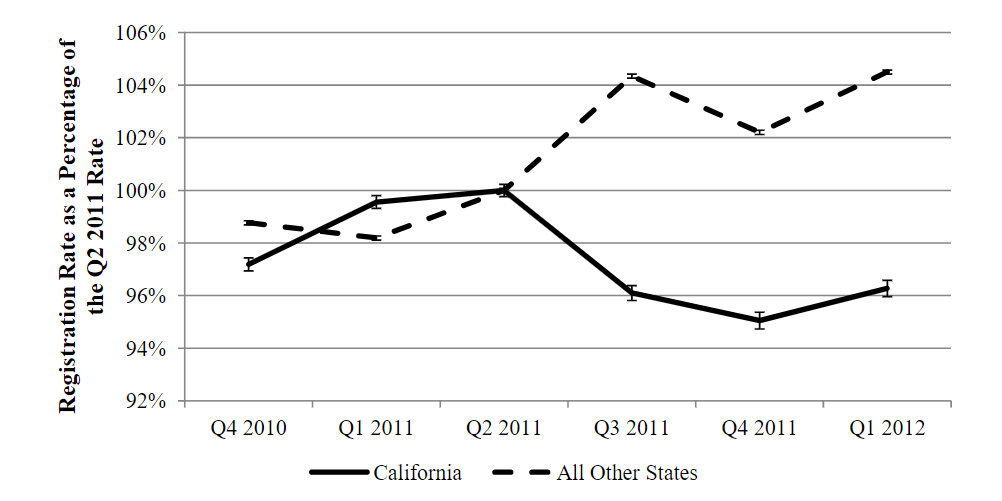 Registration Rate as a Percentage of
the Q2 2011 Rate
106%
104%
102%
100%
98%
96%
94%
92%
Q4 2010 Q1 2011 Q2 2011 Q3 2011 Q4 2011 Q1 2012
California All Other States